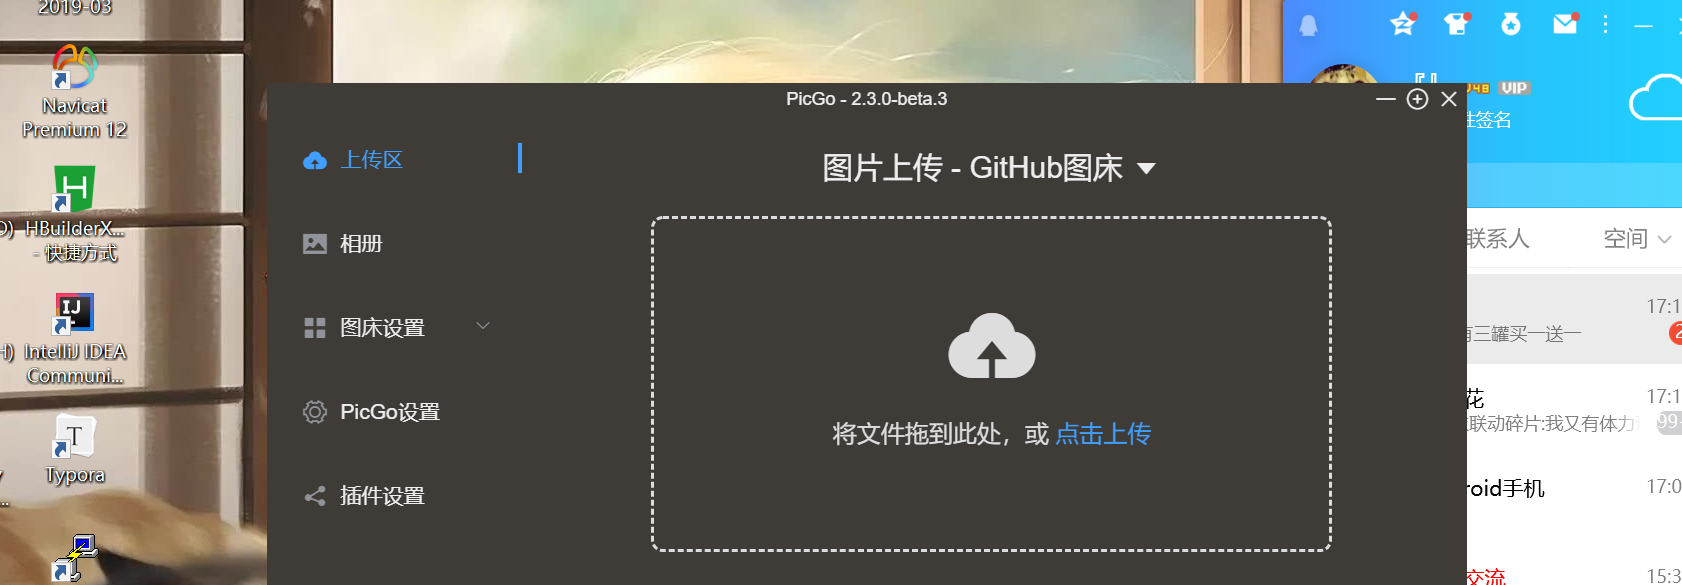 2019-03
Navicat
Premium 12
HBuilderX...
- 快捷方式
IJ
IntelliJ IDEA
Communi...
T
Typora
PicGo - 2.3.0-beta.3
上传区
相册
图床设置
PicGo设置
插件设置
图片上传 - GitHub图床
将文件拖到此处，或 点击上传
VIP
签名
联系人
空间
17:1
三罐买一送一
2
花
17:1
联动碎片:我又有体力
99
roid手机
17:0
交流
15:3